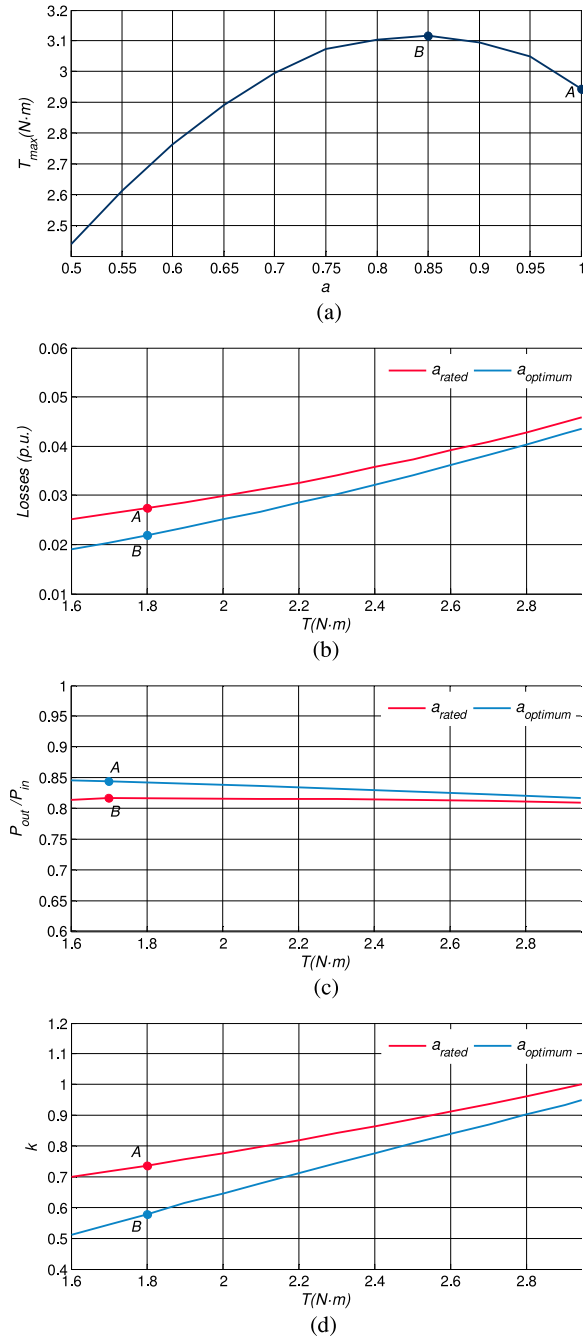 3.2
3.1
3
2.9
2.8
2.7
2.6
2.5
T_max(N·m)
B
A
0.5 0.55 0.6 0.65 0.7 0.75 0.8 0.85 0.9 0.95 1
a
(a)
0.06
0.05
0.04
0.03
0.02
0.01
Losses (p.u.)
a_rated a_optimum
A
B
1.6 1.8 2 2.2 2.4 2.6 2.8
T(N·m)
(b)
1
0.95
0.9
0.85
0.8
0.75
0.7
0.65
0.6
P_out/P_in
a_rated a_optimum
A
B
1.6 1.8 2 2.2 2.4 2.6 2.8
T(N·m)
(c)
1.2
1.1
1
0.9
0.8
0.7
0.6
0.5
0.4
k
a_rated a_optimum
A
B
1.6 1.8 2 2.2 2.4 2.6 2.8
T(N·m)
(d)